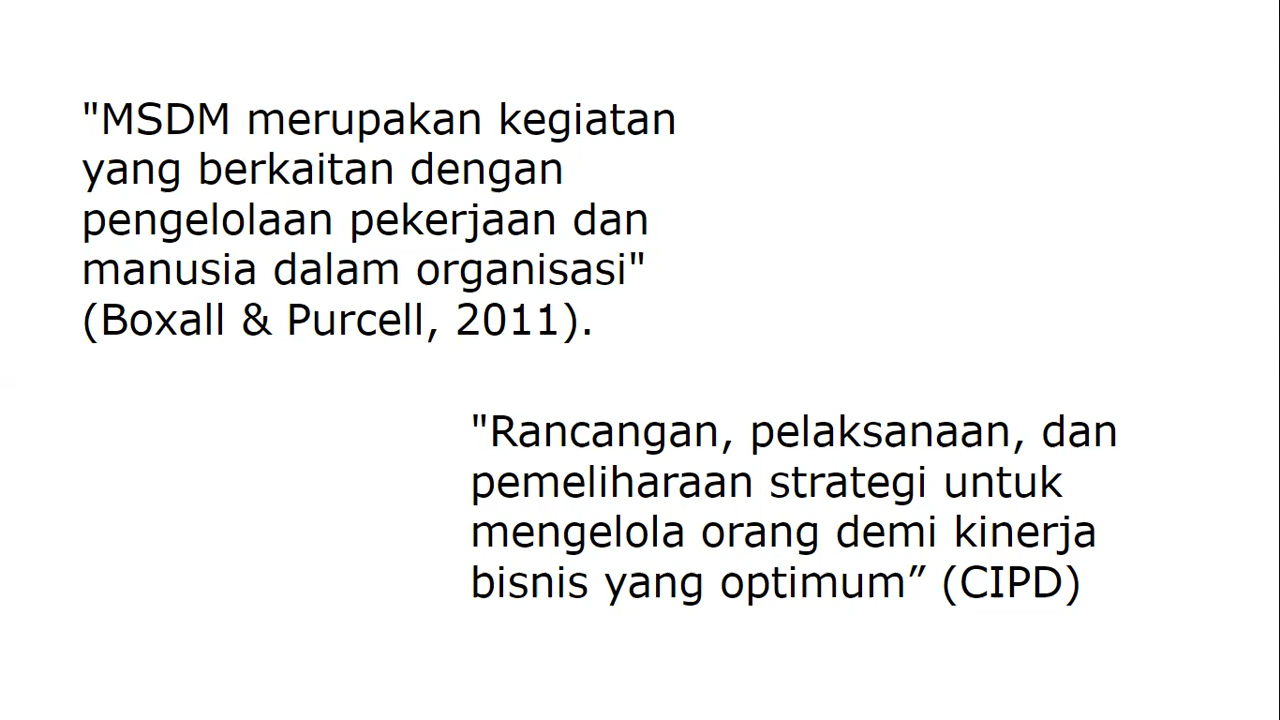 "MSDM merupakan kegiatan
yang berkaitan dengan
pengelolaan pekerjaan dan
manusia dalam organisasi"
(Boxall & Purcell, 2011).
"Rancangan, pelaksanaan, dan
pemeliharaan strategi untuk
mengelola orang demi kinerja
bisnis yang optimum” (CIPD)